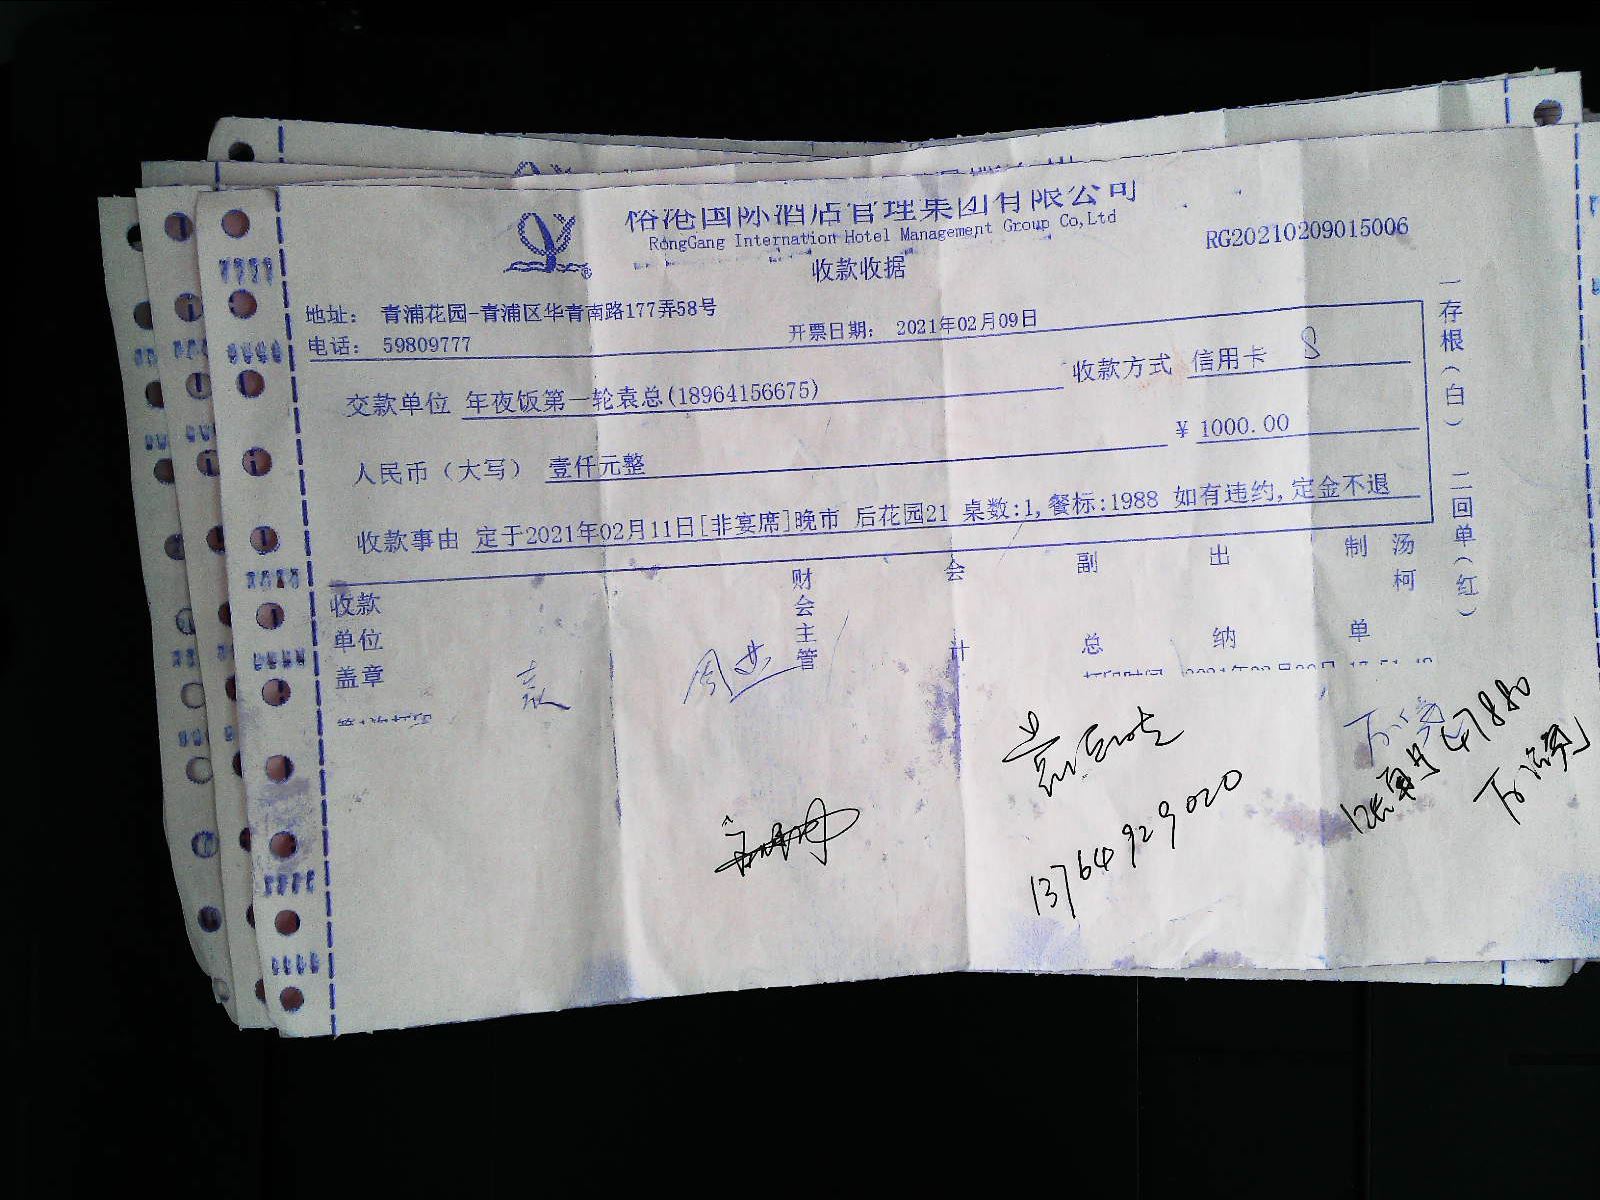 裕港国际酒店管理集团有限公司
RongGang Internation Hotel Management Group Co,Ltd
收款收据
RG20210209015006
地址： 青浦花园-青浦区华青南路177弄58号
电话： 59809777
开票日期： 2021年02月09日
交款单位 年夜饭第一轮袁总(18964156675)
收款方式 信用卡
人民币（大写） 壹仟元整
¥ 1000.00
收款事由 定于2021年02月11日[非宴席]晚市 后花园21 桌数:1,餐标:1988 如有违约,定金不退
一存根（白） 二回单（红）
收款单位盖章
财会主管
会计
副总
出纳
制单
汤柯
13764929020
47880